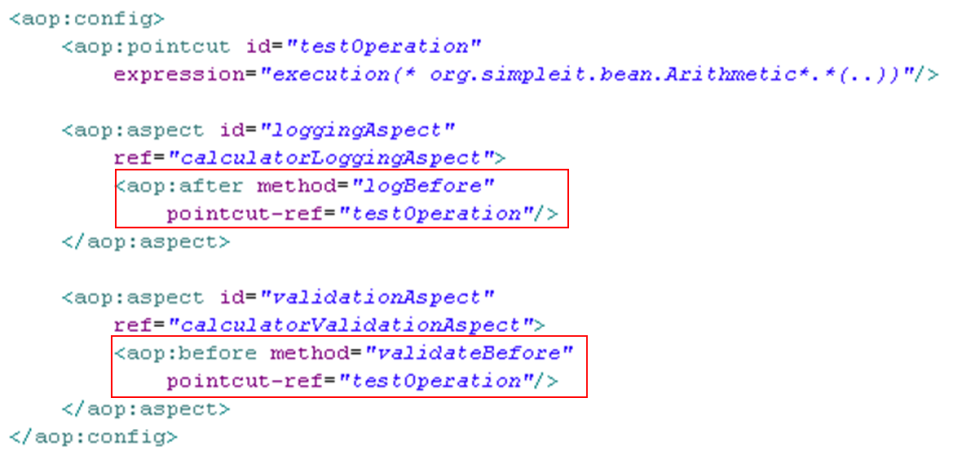 <aop:config>
<aop:pointcut id="testOperation"
expression="execution(* org.simpleit.bean.Arithmetic*.*(..))"/>
<aop:aspect id="loggingAspect"
ref="calculatorLoggingAspect">
<aop:after method="logBefore"
pointcut-ref="testOperation"/>
</aop:aspect>
<aop:aspect id="validationAspect"
ref="calculatorValidationAspect">
<aop:before method="validateBefore"
pointcut-ref="testOperation"/>
</aop:aspect>
</aop:config>